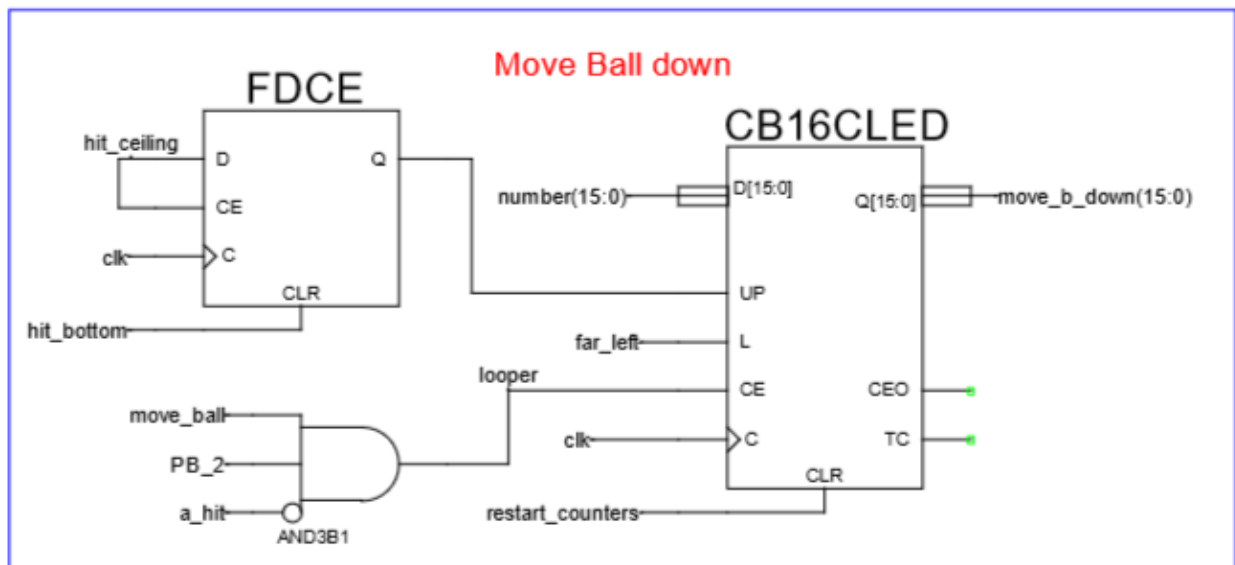 Move Ball down
FDCE
CB16CLED
hit_ceiling
D
Q
CE
clk
C
CLR
hit_bottom
number(15:0)
D[15:0]
Q[15:0]
move_b_down(15:0)
UP
far_left
L
looper
CE
CEO
move_ball
clk
C
TC
PB_2
CLR
a_hit
restart_counters
AND3B1